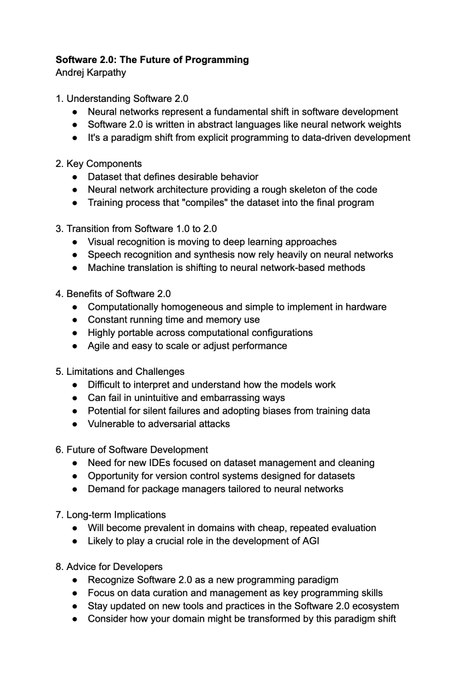 Software 2.0: The Future of Programming
Andrej Karpathy
1. Understanding Software 2.0
● Neural networks represent a fundamental shift in software development
● Software 2.0 is written in abstract languages like neural network weights
● It's a paradigm shift from explicit programming to data-driven development
2. Key Components
● Dataset that defines desirable behavior
● Neural network architecture providing a rough skeleton of the code
● Training process that "compiles" the dataset into the final program
3. Transition from Software 1.0 to 2.0
● Visual recognition is moving to deep learning approaches
● Speech recognition and synthesis now rely heavily on neural networks
● Machine translation is shifting to neural network-based methods
4. Benefits of Software 2.0
● Computationally homogeneous and simple to implement in hardware
● Constant running time and memory use
● Highly portable across computational configurations
● Agile and easy to scale or adjust performance
5. Limitations and Challenges
● Difficult to interpret and understand how the models work
● Can fail in unintuitive and embarrassing ways
● Potential for silent failures and adopting biases from training data
● Vulnerable to adversarial attacks
6. Future of Software Development
● Need for new IDEs focused on dataset management and cleaning
● Opportunity for version control systems designed for datasets
● Demand for package managers tailored to neural networks
7. Long-term Implications
● Will become prevalent in domains with cheap, repeated evaluation
● Likely to play a crucial role in the development of AGI
8. Advice for Developers
● Recognize Software 2.0 as a new programming paradigm
● Focus on data curation and management as key programming skills
● Stay updated on new tools and practices in the Software 2.0 ecosystem
● Consider how your domain might be transformed by this paradigm shift